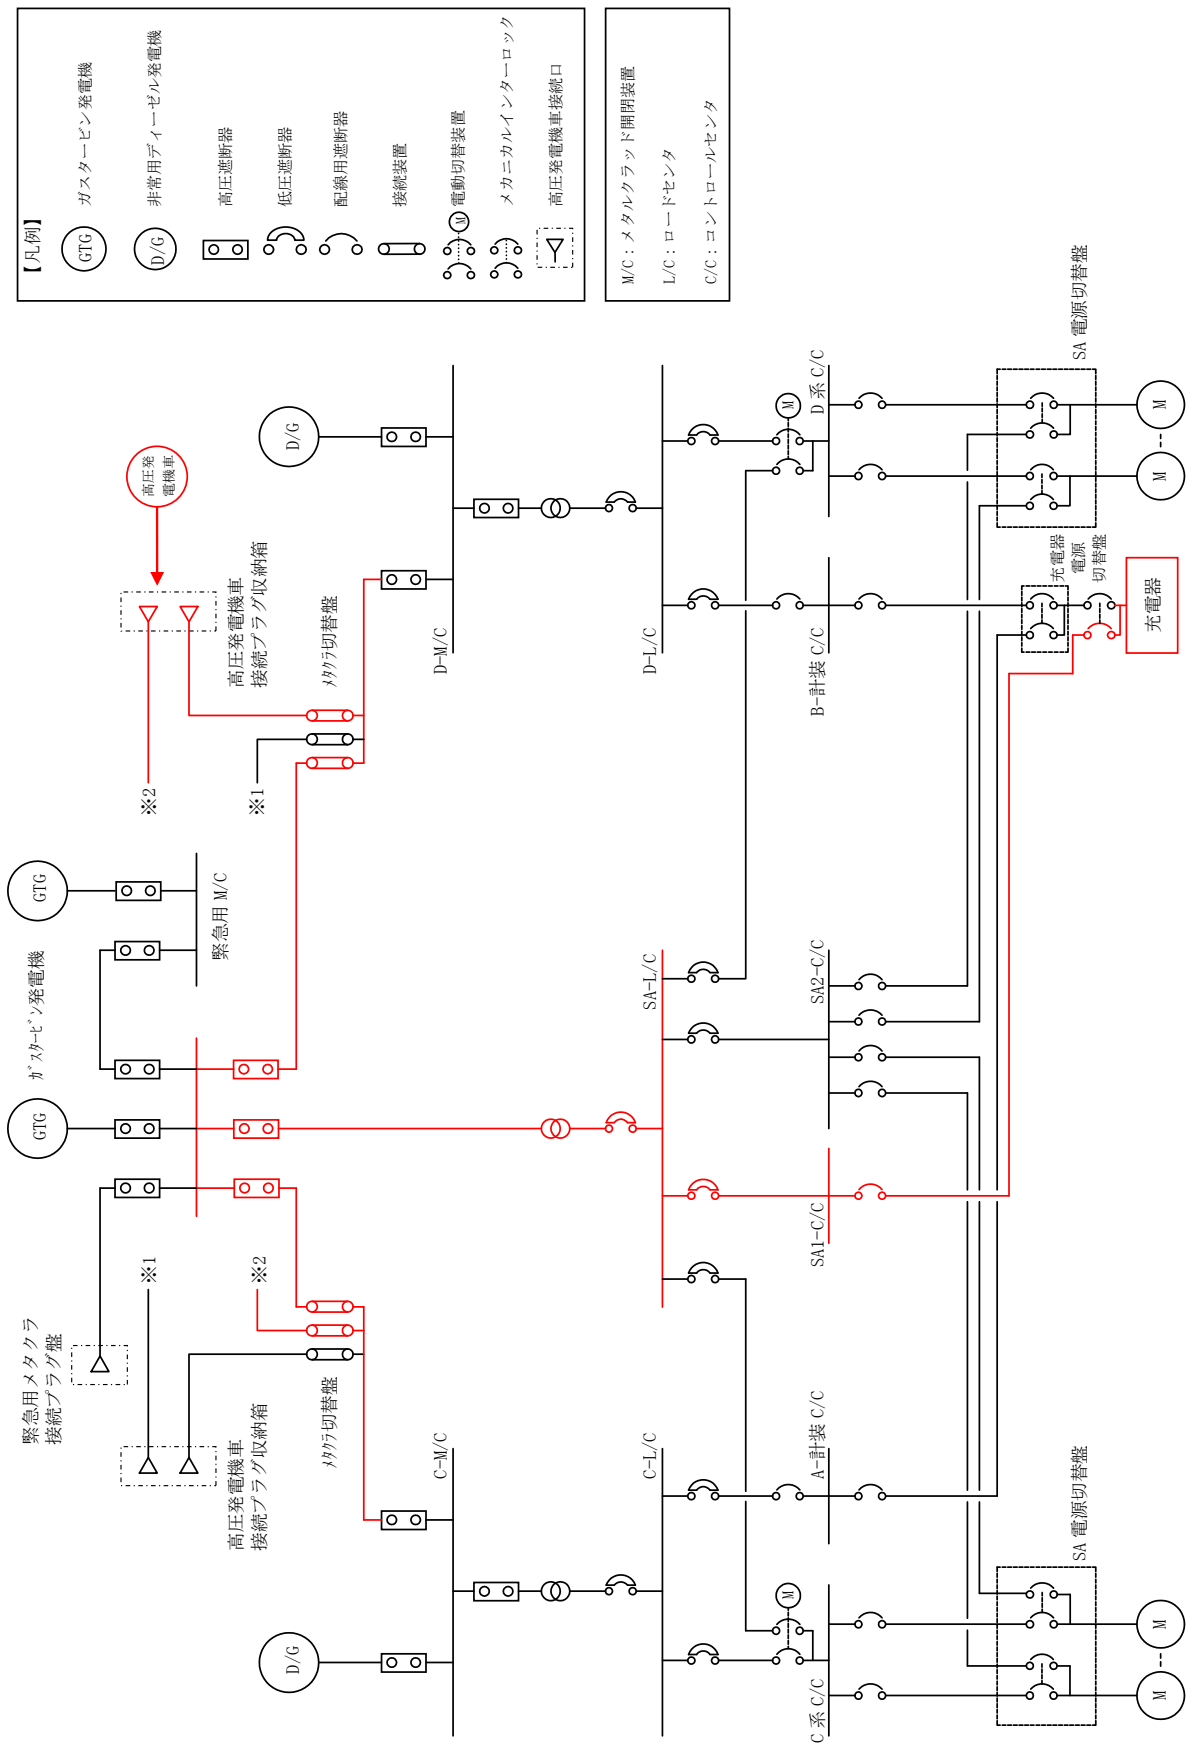 【凡例】
GTG
ガスタービン発電機
D/G
非常用ディーゼル発電機
高圧遮断器
低圧遮断器
配線用遮断器
接続装置
M
電動切替装置
メカニカルインターロック
高圧発電機車接続口
M/C：メタルクラッド開閉装置
L/C：ロードセンタ
C/C：コントロールセンタ
緊急用メタクラ
接続プラグ盤
GTG
ｶﾞｽﾀｰﾋﾞﾝ発電機
GTG
緊急用 M/C
※1
※2
高圧発電機車
接続プラグ収納箱
ﾒﾀｸﾗ切替盤
※2
※1
高圧発電機車
接続プラグ収納箱
ﾒﾀｸﾗ切替盤
高圧発
電機車
D/G
D/G
C-M/C
D-M/C
C-L/C
SA-L/C
D-L/C
M
M
C 系 C/C
A-計装 C/C
SA1-C/C
SA2-C/C
B-計装 C/C
D 系 C/C
SA 電源切替盤
充電器
電源
切替盤
SA 電源切替盤
充電器
M
M
M
M